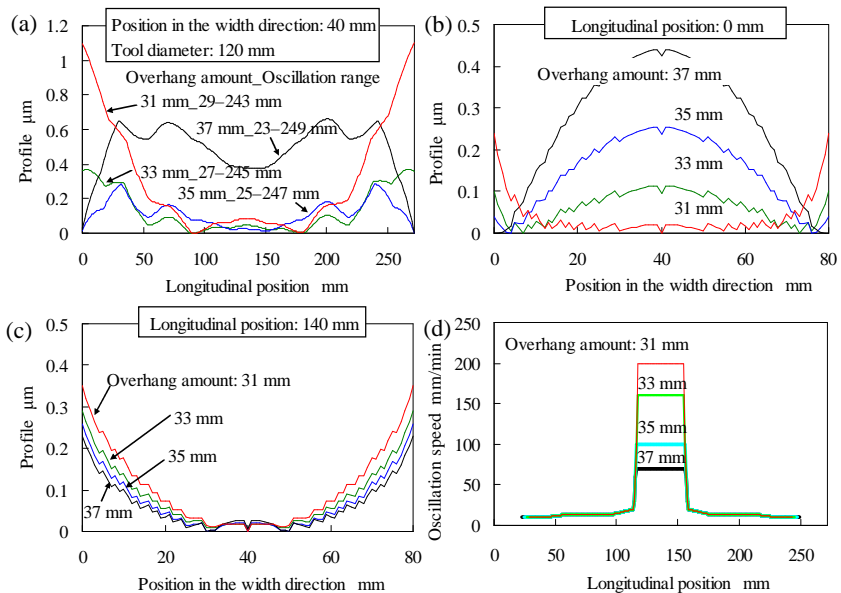 (a)
Position in the width direction: 40 mm
Tool diameter: 120 mm
Overhang amount_Oscillation range
31 mm_29–243 mm
37 mm_23–249 mm
33 mm_27–245 mm
35 mm_25–247 mm
Profile μm
1.2
1
0.8
0.6
0.4
0.2
0
0 50 100 150 200 250
Longitudinal position mm
(b)
Longitudinal position: 0 mm
Overhang amount: 37 mm
35 mm
33 mm
31 mm
Profile μm
0.5
0.4
0.3
0.2
0.1
0
0 20 40 60 80
Position in the width direction mm
(c)
Longitudinal position: 140 mm
Overhang amount: 31 mm
33 mm
35 mm
37 mm
Profile μm
0.5
0.4
0.3
0.2
0.1
0
0 20 40 60 80
Position in the width direction mm
(d)
Overhang amount: 31 mm
33 mm
35 mm
37 mm
Oscillation speed mm/min
250
200
150
100
50
0
0 50 100 150 200 250
Longitudinal position mm